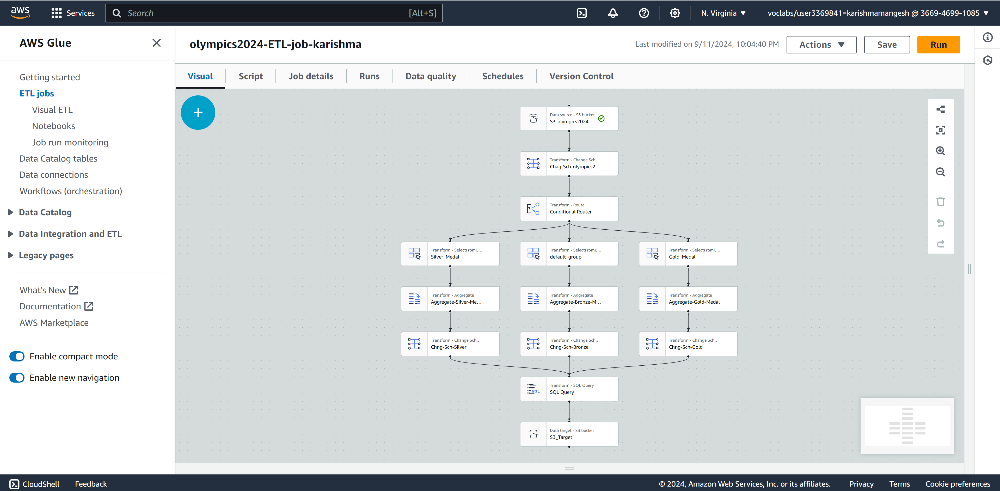 aws
Services
Search
[Alt+S]
N. Virginia
voclabs/user3369841=karishmamangesh @ 3669-4699-1085
AWS Glue
olympics2024-ETL-job-karishma
Last modified on 9/11/2024, 10:04:40 PM
Actions
Save
Run
Getting started
ETL jobs
Visual ETL
Notebooks
Job run monitoring
Data Catalog tables
Data connections
Workflows (orchestration)
Data Catalog
Data Integration and ETL
Legacy pages
What's New
Documentation
AWS Marketplace
Enable compact mode
Enable new navigation
Visual
Script
Job details
Runs
Data quality
Schedules
Version Control
Data source - S3 bucket
S3-olympics2024
Transform - Change Sch...
Chag-Sch-olympics2...
Transform - Route
Conditional Router
Transform - SelectFromC...
Silver_Medal
Transform - SelectFromC...
default_group
Transform - SelectFromC...
Gold_Medal
Transform - Aggregate
Aggregate-Silver-Me...
Transform - Aggregate
Aggregate-Bronze-M...
Transform - Aggregate
Aggregate-Gold-Medal
Transform - Change Sch...
Chng-Sch-Silver
Transform - Change Sch...
Chng-Sch-Bronze
Transform - Change Sch...
Chng-Sch-Gold
SQL
Transform - SQL Query
SQL Query
Data target - S3 bucket
S3_Target
CloudShell
Feedback
© 2024, Amazon Web Services, Inc. or its affiliates.
Privacy
Terms
Cookie preferences